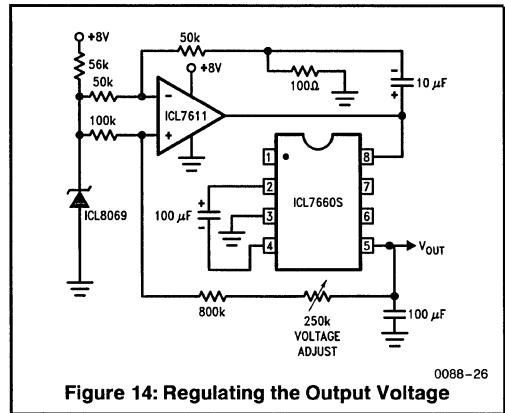 +8V
50k
56k
+8V
50k
100Ω
10 μF
−
+
ICL7611
−
+
100k
1
8
2
7
ICL7660S
+
100 μF
−
3
6
ICL8069
4
5
VOUT
800k
250k
VOLTAGE
ADJUST
100 μF
0088-26
Figure 14: Regulating the Output Voltage